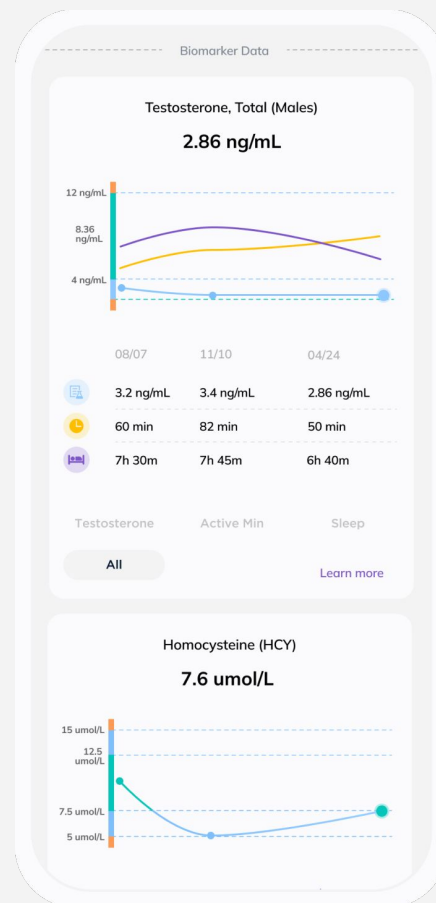 Biomarker Data
Testosterone, Total (Males)
2.86 ng/mL
12 ng/mL
8.36
ng/mL
4 ng/mL
08/07 11/10 04/24
3.2 ng/mL 3.4 ng/mL 2.86 ng/mL
60 min 82 min 50 min
7h 30m 7h 45m 6h 40m
Testosterone Active Min Sleep
All
Learn more
Homocysteine (HCY)
7.6 umol/L
15 umol/L
12.5
umol/L
7.5 umol/L
5 umol/L